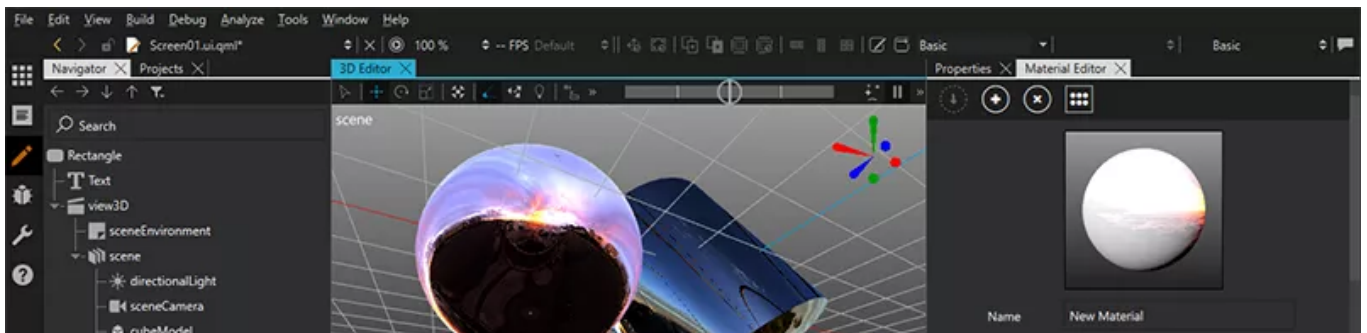 File Edit View Build Debug Analyze Tools Window Help
Screen01.ui.qml* 100 % -- FPS Default Basic Basic
Navigator Projects 3D Editor Properties Material Editor
scene
Search
Rectangle
Text
view3D
sceneEnvironment
scene
directionalLight
sceneCamera
cubeModel
Name New Material